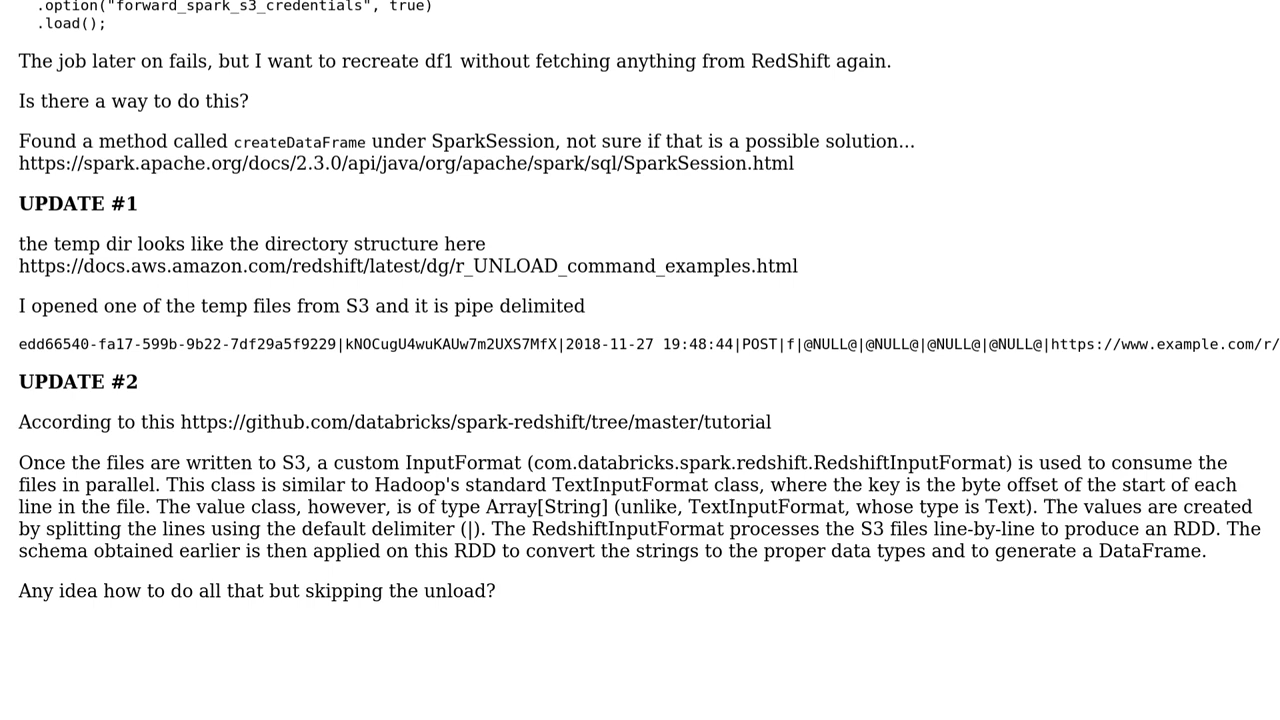 .option("forward_spark_s3_credentials", true)
.load();
The job later on fails, but I want to recreate df1 without fetching anything from RedShift again.
Is there a way to do this?
Found a method called createDataFrame under SparkSession, not sure if that is a possible solution...
https://spark.apache.org/docs/2.3.0/api/java/org/apache/spark/sql/SparkSession.html
UPDATE #1
the temp dir looks like the directory structure here
https://docs.aws.amazon.com/redshift/latest/dg/r_UNLOAD_command_examples.html
I opened one of the temp files from S3 and it is pipe delimited
edd66540-fa17-599b-9b22-7df29a5f9229|kNOCugU4wuKAUw7m2UXS7MfX|2018-11-27 19:48:44|POST|f|@NULL@|@NULL@|@NULL@|@NULL@|https://www.example.com/r/
UPDATE #2
According to this https://github.com/databricks/spark-redshift/tree/master/tutorial
Once the files are written to S3, a custom InputFormat (com.databricks.spark.redshift.RedshiftInputFormat) is used to consume the
files in parallel. This class is similar to Hadoop's standard TextInputFormat class, where the key is the byte offset of the start of each
line in the file. The value class, however, is of type Array[String] (unlike, TextInputFormat, whose type is Text). The values are created
by splitting the lines using the default delimiter (|). The RedshiftInputFormat processes the S3 files line-by-line to produce an RDD. The
schema obtained earlier is then applied on this RDD to convert the strings to the proper data types and to generate a DataFrame.
Any idea how to do all that but skipping the unload?